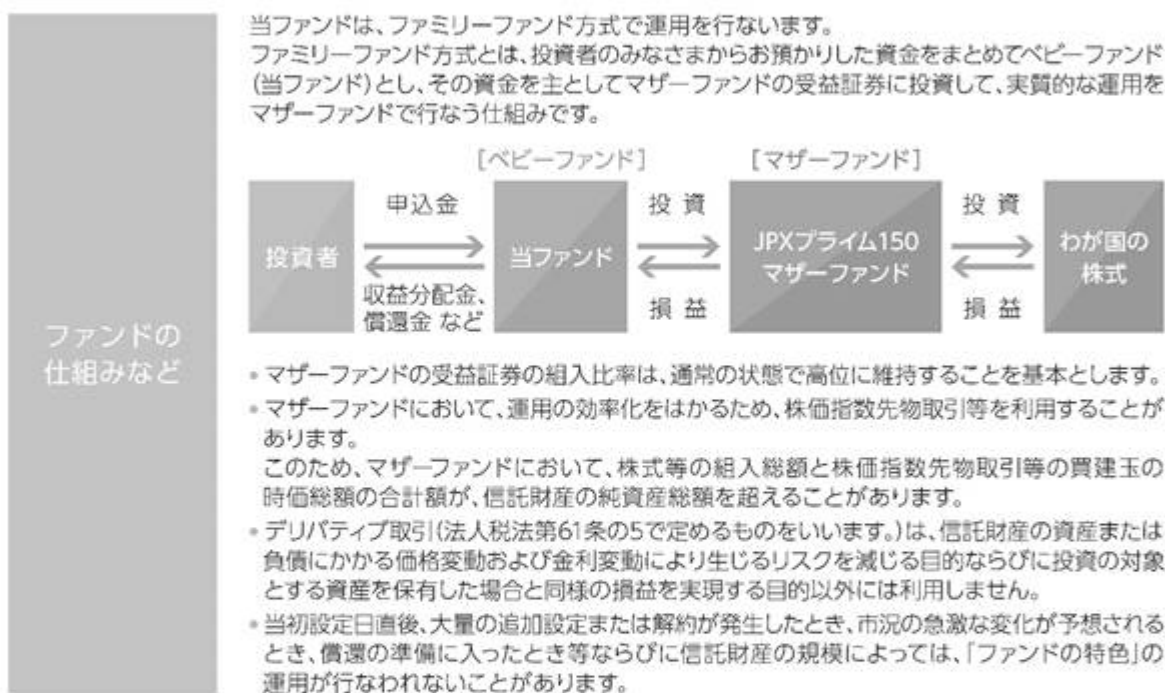 当ファンドは、ファミリーファンド方式で運用を行ないます。
ファミリーファンド方式とは、投資者のみなさまからお預かりした資金をまとめてベビーファンド
(当ファンド)とし、その資金を主としてマザーファンドの受益証券に投資して、実質的な運用を
マザーファンドで行なう仕組みです。
[ベビーファンド]
[マザーファンド]
投資者
申込金
収益分配金、
償還金 など
当ファンド
投 資
損 益
JPXプライム150
マザーファンド
投 資
損 益
わが国の
株式
ファンドの
仕組みなど
• マザーファンドの受益証券の組入比率は、通常の状態で高位に維持することを基本とします。
• マザーファンドにおいて、運用の効率化をはかるため、株価指数先物取引等を利用することが
あります。
このため、マザーファンドにおいて、株式等の組入総額と株価指数先物取引等の買建玉の
時価総額の合計額が、信託財産の純資産総額を超えることがあります。
• デリバティブ取引(法人税法第61条の5で定めるものをいいます。)は、信託財産の資産または
負債にかかる価格変動および金利変動により生じるリスクを減じる目的ならびに投資の対象
とする資産を保有した場合と同様の損益を実現する目的以外には利用しません。
• 当初設定日直後、大量の追加設定または解約が発生したとき、市況の急激な変化が予想される
とき、償還の準備に入ったとき等ならびに信託財産の規模によっては、「ファンドの特色」の
運用が行なわれないことがあります。